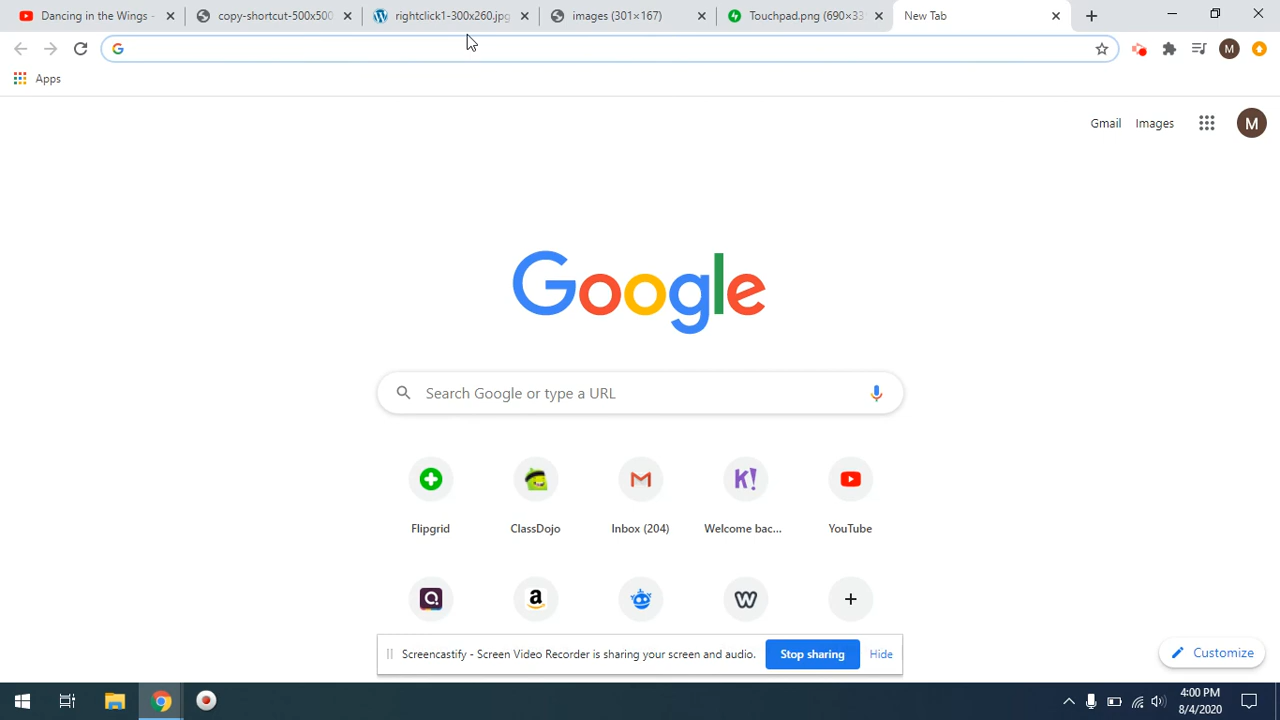 Dancing in the Wings -
copy-shortcut-500x500
rightclick1-300x260.jpg
images (301×167)
Touchpad.png (690×33
New Tab
M
Apps
Gmail
Images
M
Google
Search Google or type a URL
K!
Flipgrid
ClassDojo
Inbox (204)
Welcome bac...
YouTube
Screencastify - Screen Video Recorder is sharing your screen and audio.
Stop sharing
Hide
Customize
4:00 PM
8/4/2020